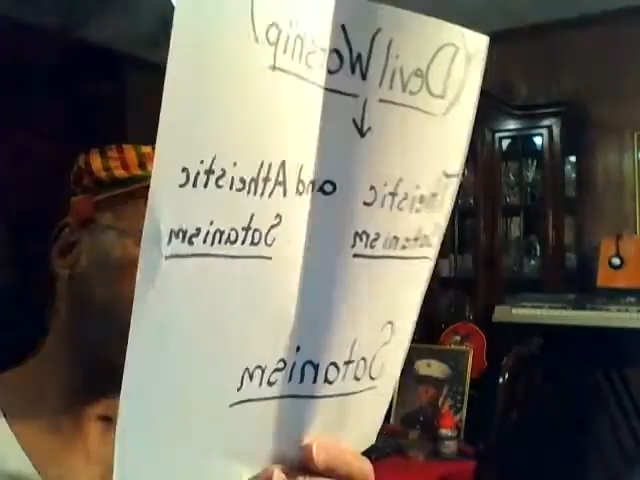 (Devil Worship)
Theistic and Atheistic
Satanism Satanism
Satanism